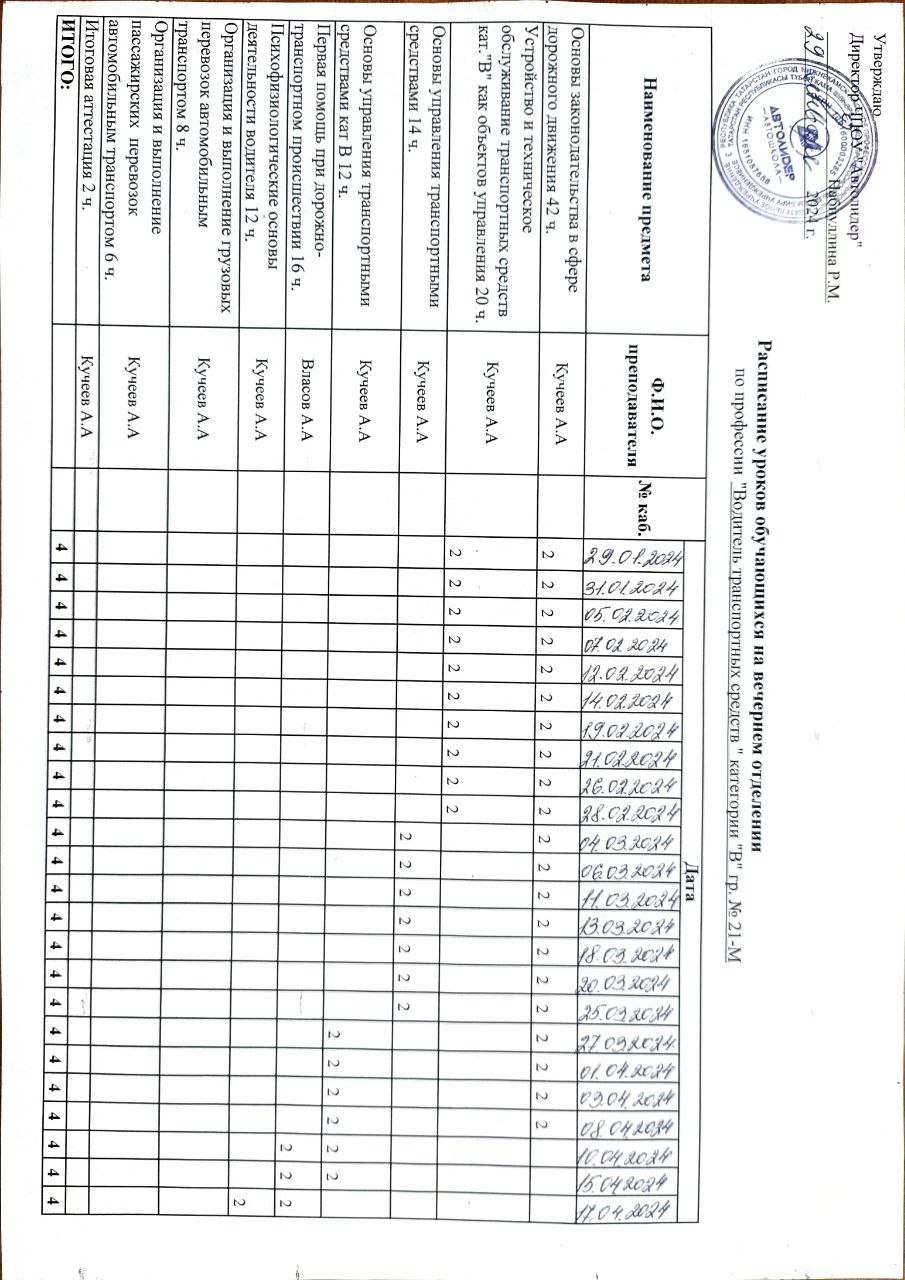 Утверждаю
Директор ЧПОУ "Автолидер"
Набиуллина Р.М.
29 января 2024 г.
АВТОЛИДЕР
—АВТОШКОЛА—
Расписание уроков обучающихся на вечернем отделении
по профессии "Водитель транспортных средств " категории "В" гр. № 21-М
Наименование предмета Ф.И.О. преподавателя № каб. Дата
29.01.2024 31.01.2024 05.02.2024 07.02.2024 12.02.2024 14.02.2024 19.02.2024 21.02.2024 26.02.2024 28.02.2024 04.03.2024 06.03.2024 11.03.2024 13.03.2024 18.03.2024 20.03.2024 25.03.2024 27.03.2024 01.04.2024 03.04.2024 08.04.2024 10.04.2024 15.04.2024 17.04.2024
Основы законодательства в сфере
дорожного движения 42 ч. Кучеев А.А 2 2 2 2 2 2 2 2 2 2 2 2 2 2 2 2 2 2 2 2 2
Устройство и техническое
обслуживание транспортных средств
кат. "В" как объектов управления 20 ч. Кучеев А.А 2 2 2 2 2 2 2 2 2 2
Основы управления транспортными
средствами 14 ч. Кучеев А.А 2 2 2 2 2 2 2
Основы управления транспортными
средствами кат В 12 ч. Кучеев А.А 2 2 2 2 2 2
Первая помощь при дорожно-
транспортном происшествии 16 ч. Власов А.А 2 2 2
Психофизиологические основы
деятельности водителя 12 ч. Кучеев А.А 2
Организация и выполнение грузовых
перевозок автомобильным
транспортом 8 ч. Кучеев А.А
Организация и выполнение
пассажирских перевозок
автомобильным транспортом 6 ч. Кучеев А.А
Итоговая аттестация 2 ч. Кучеев А.А
ИТОГО: 4 4 4 4 4 4 4 4 4 4 4 4 4 4 4 4 4 4 4 4 4 4 4 4